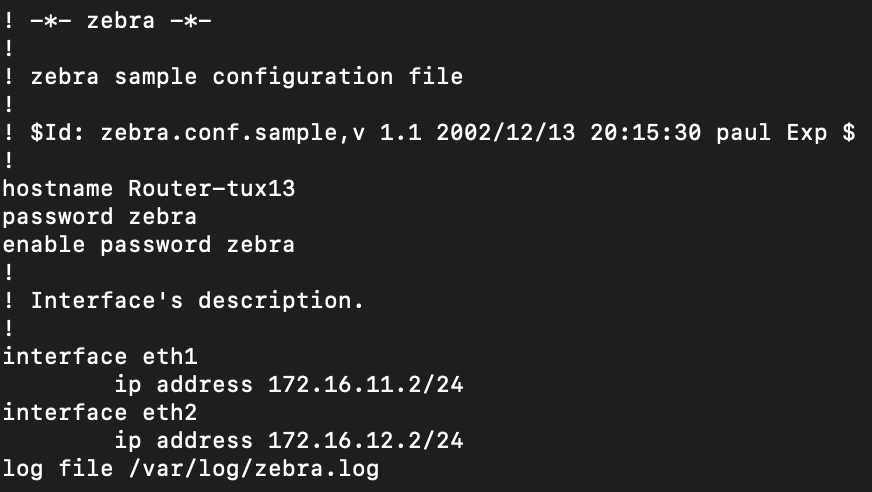 ! -*- zebra -*-
!
! zebra sample configuration file
!
! $Id: zebra.conf.sample,v 1.1 2002/12/13 20:15:30 paul Exp $
!
hostname Router-tux13
password zebra
enable password zebra
!
! Interface's description.
!
interface eth1
        ip address 172.16.11.2/24
interface eth2
        ip address 172.16.12.2/24
log file /var/log/zebra.log